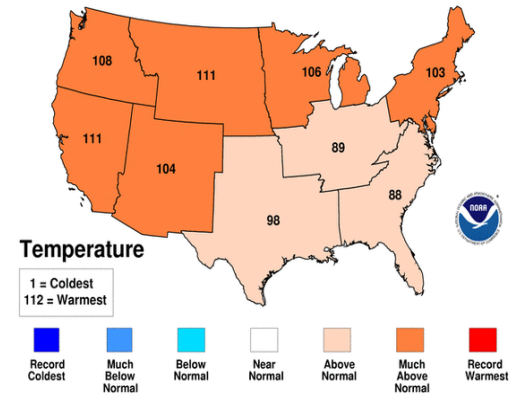 108
111
106
103
111
104
89
88
98
NOAA
Temperature
1 = Coldest
112 = Warmest
Record
Coldest
Much
Below
Normal
Below
Normal
Near
Normal
Above
Normal
Much
Above
Normal
Record
Warmest